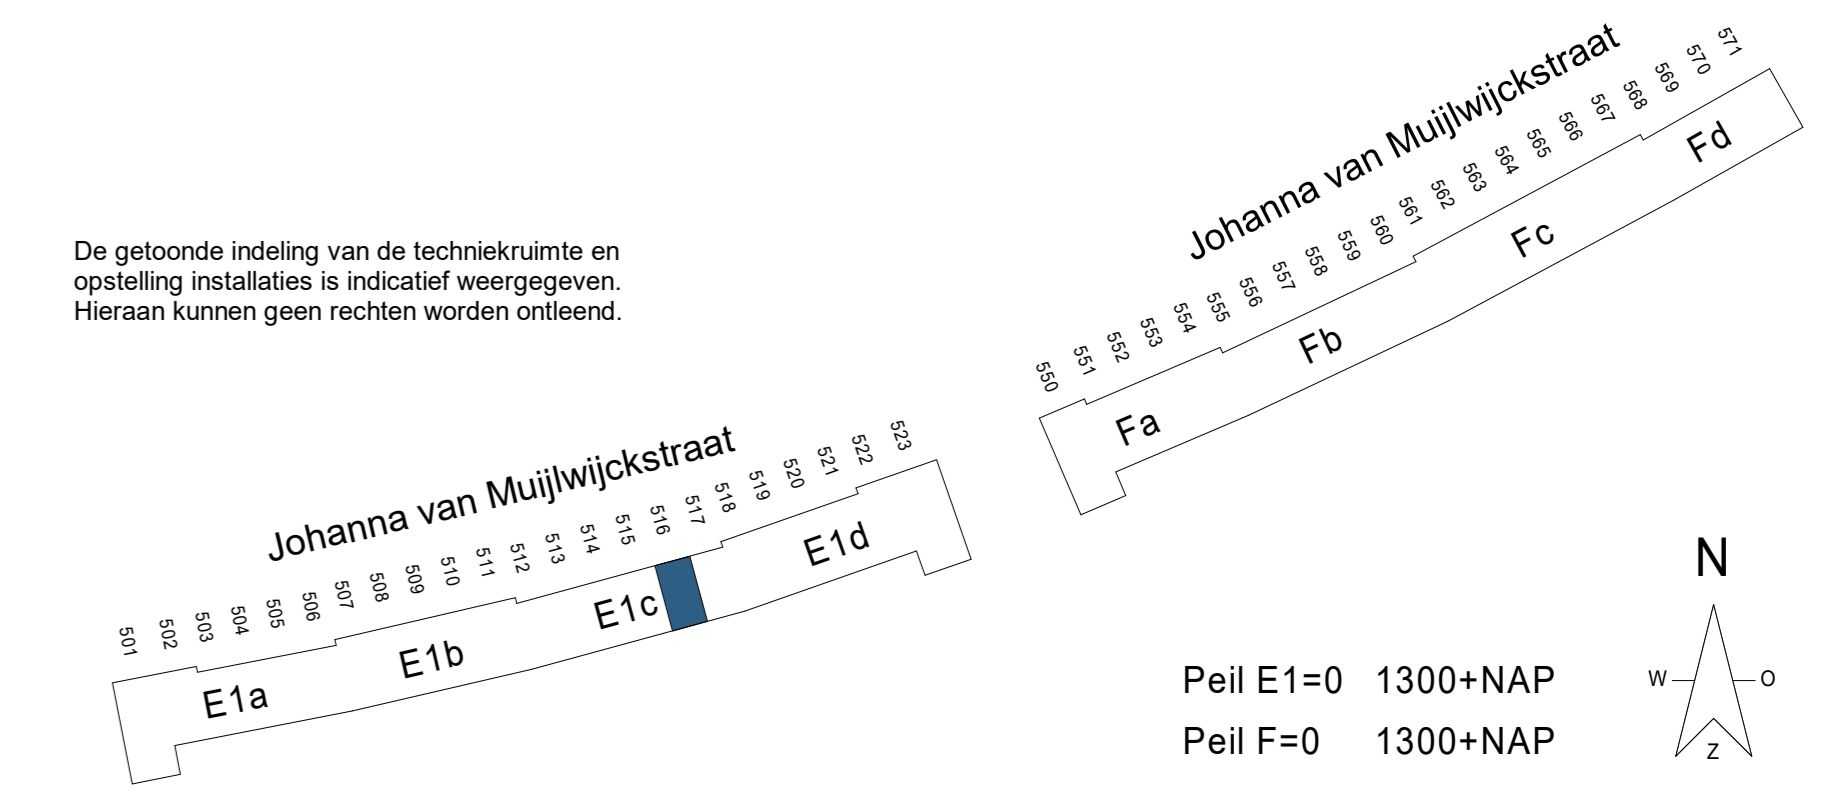 De getoonde indeling van de techniekruimte en
opstelling installaties is indicatief weergegeven.
Hieraan kunnen geen rechten worden ontleend.
Johanna van Muijlwijckstraat
550 551 552 553 554 555 556 557 558 559 560 561 562 563 564 565 566 567 568 569 570 571
Fa Fb Fc Fd
Johanna van Muijlwijckstraat
501 502 503 504 505 506 507 508 509 510 511 512 513 514 515 516 517 518 519 520 521 522 523
E1a E1b E1c E1d
Peil E1=0 1300+NAP
Peil F=0 1300+NAP
N
W O
Z